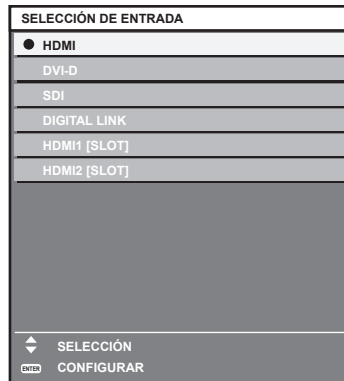 SELECCIÓN DE ENTRADA
HDMI
DVI-D
SDI
DIGITAL LINK
HDMI1 [SLOT]
HDMI2 [SLOT]
SELECCIÓN
ENTER CONFIGURAR